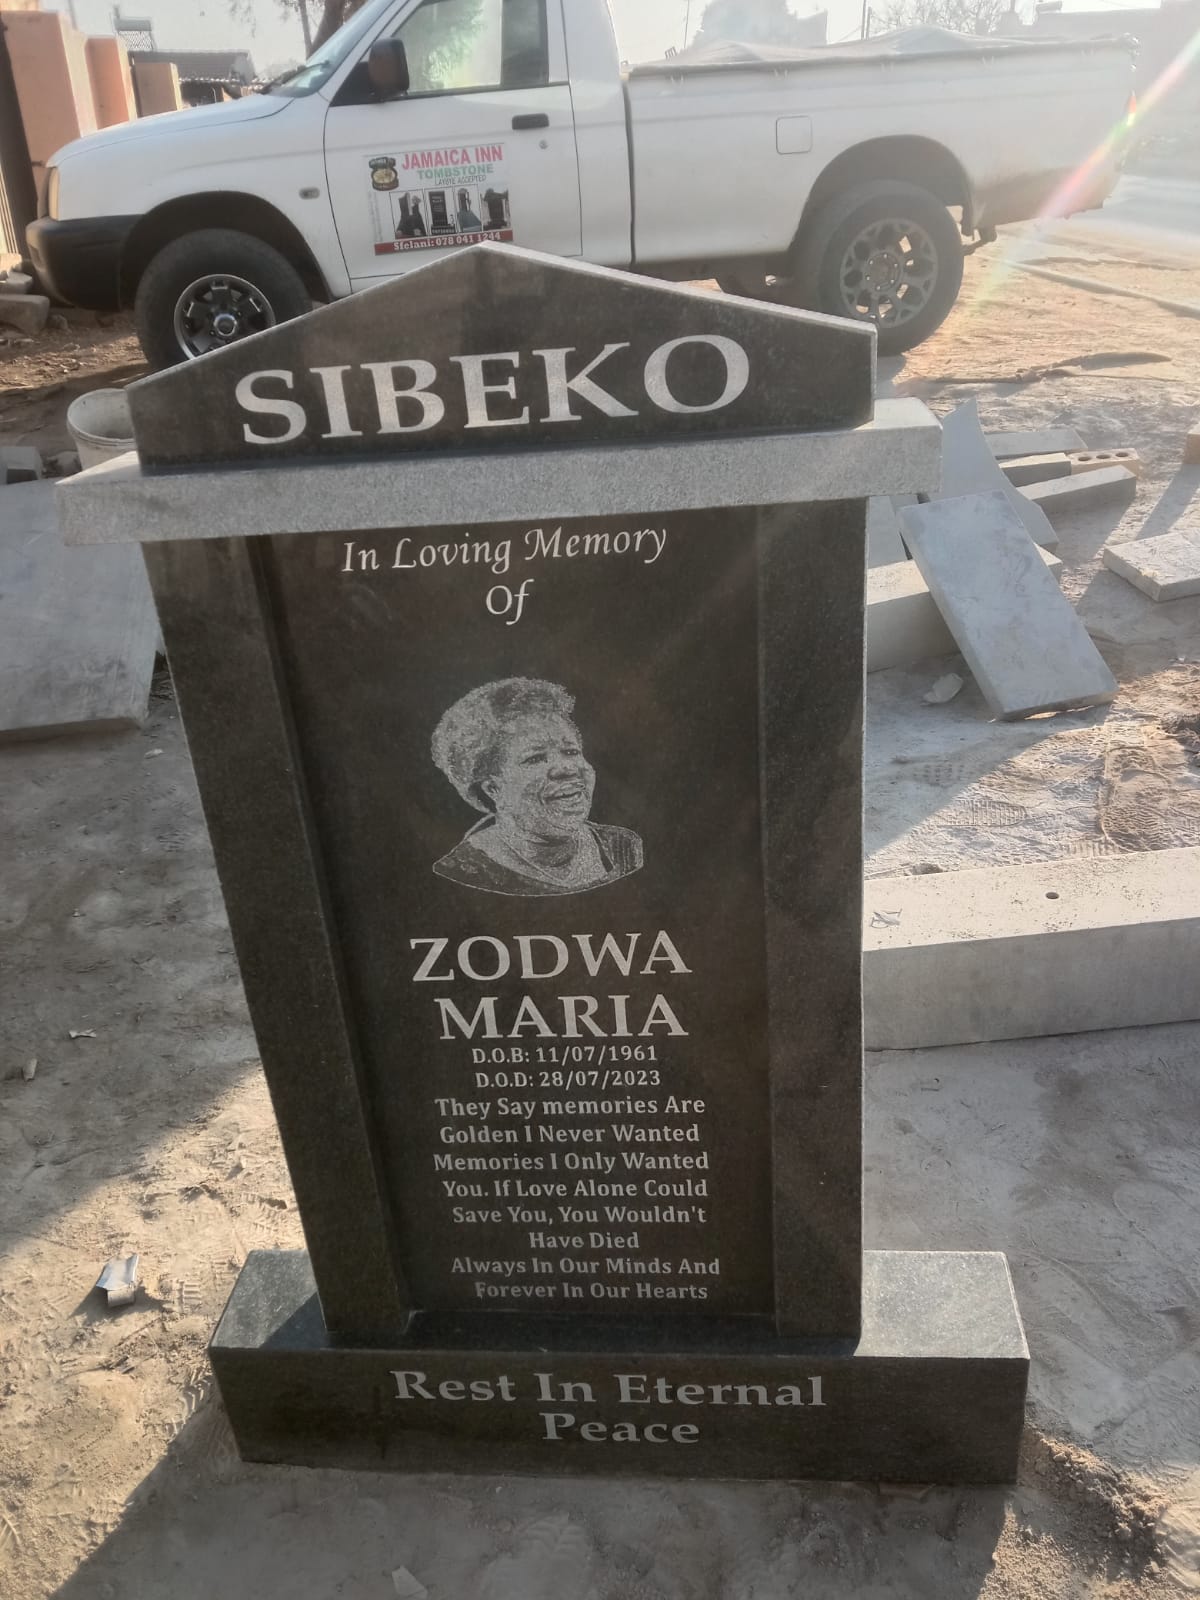 JAMAICA INN
TOMBSTONE
LAYBYE ACCEPTED
Sfelani: 078 041 1244
SIBEKO
In Loving Memory
Of
ZODWA
MARIA
D.O.B: 11/07/1961
D.O.D: 28/07/2023
They Say memories Are
Golden I Never Wanted
Memories I Only Wanted
You. If Love Alone Could
Save You, You Wouldn't
Have Died
Always In Our Minds And
Forever In Our Hearts
Rest In Eternal
Peace